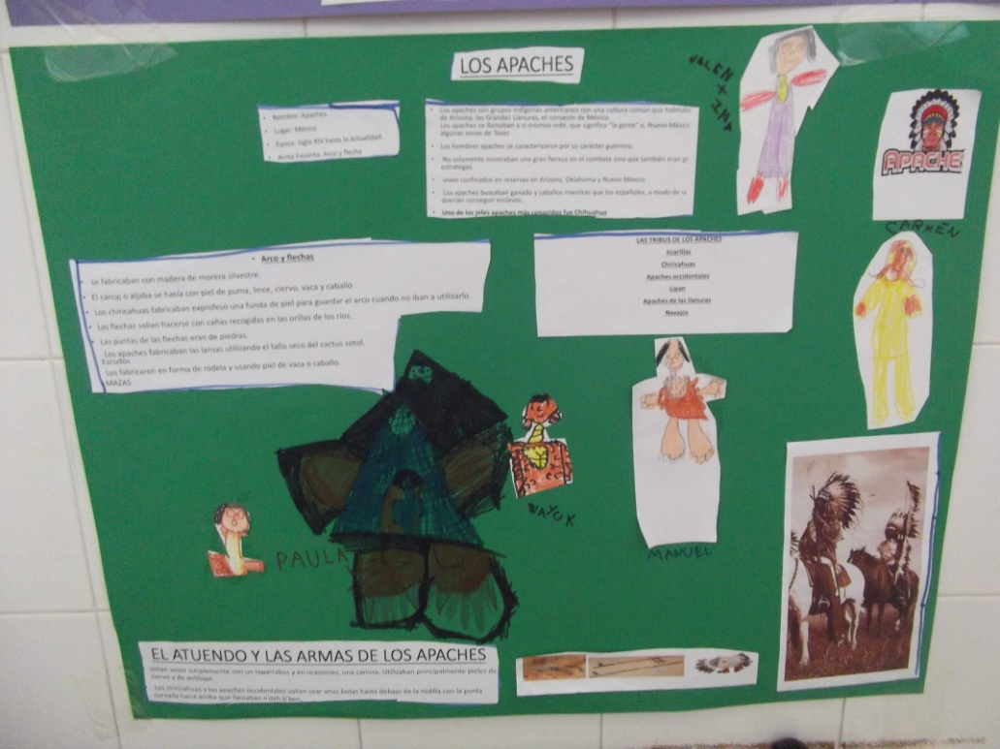 LOS APACHES
• Nombre: Apaches
• Lugar: México
• Época: Siglo XIV hasta la actualidad.
• Arma Favorita: Arco y flecha
• Los apaches son grupos indígenas americanos con una cultura común que
de Arizona, las Grandes Llanuras, el noroeste de México.
Los apaches se llamaban a si mismos indé, que significa "la gente" Nuevo México
algunas zonas de Texas.
• Los hombres apaches se caracterizaron por su carácter guerrero.
• No solamente mostraban una gran fiereza en el combate sino que también eran
estrategas.
• viven confinados en reservas en Arizona, Oklahoma y Nuevo México.
• Los apaches buscaban ganado y caballos mientras que los españoles, a modo de
querían conseguir esclavos.
• Uno de los jefes apaches más conocidos fue Chihuahua
APACHE
CARMEN
• Arco y flechas
• se fabricaban con madera de morera silvestre.
• El carcaj o aljaba se hacía con piel de puma, lince, ciervo, vaca y caballo.
• Los chiricahuas fabricaban exprofeso una funda de piel para guardar el arco cuando no iban a utilizarlo.
• Las flechas solían hacerse con cañas recogidas en las orillas de los ríos.
• Las puntas de las flechas eran de piedras.
Los apaches fabricaban las lanzas utilizando el tallo seco del cactus sotol.
Escudos
Los fabricaron en forma de rodela y usando piel de vaca o caballo.
MAZAS
LAS TRIBUS DE LOS APACHES
Jicarillas
Chiricahuas
Apaches occidentales
Lipan
Apaches de las llanuras
Navajos
PAULA
NAYUK
MANUEL
EL ATUENDO Y LAS ARMAS DE LOS APACHES
solían vestir simplemente con un taparrabos y en ocasiones, una camisa. Utilizaban principalmente pieles de
ciervo y de antílope.
Los chiricahuas y los apaches occidentales solían usar unas botas hasta debajo de la rodilla con la punta
curvada hacia arriba que llamaban